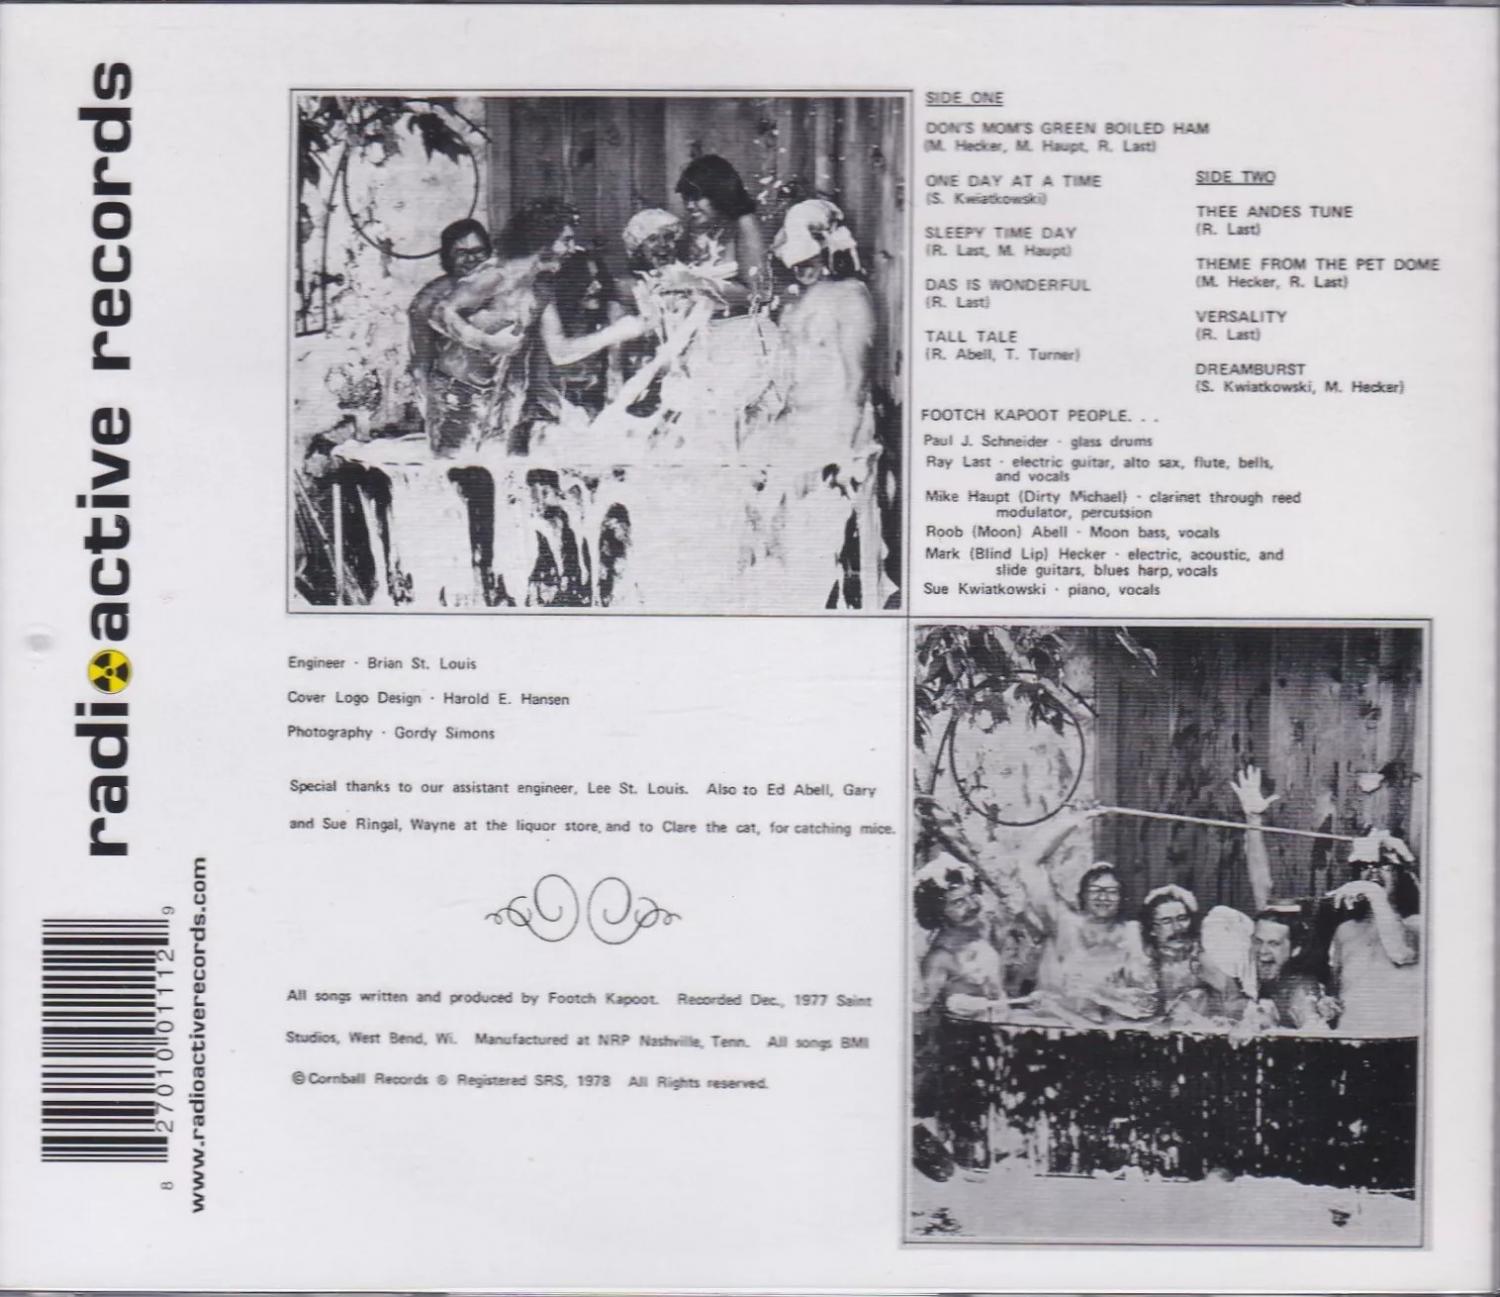 radioactive records
www.radioactiverecords.com
8 27010 01112 9
SIDE ONE
DON'S MOM'S GREEN BOILED HAM
(M. Hecker, M. Haupt, R. Last)
ONE DAY AT A TIME
(S. Kwiatkowski)
SLEEPY TIME DAY
(R. Last, M. Haupt)
DAS IS WONDERFUL
(R. Last)
TALL TALE
(R. Abell, T. Turner)
SIDE TWO
THEE ANDES TUNE
(R. Last)
THEME FROM THE PET DOME
(M. Hecker, R. Last)
VERSALITY
(R. Last)
DREAMBURST
(S. Kwiatkowski, M. Hecker)
FOOTCH KAPOOT PEOPLE. . .
Paul J. Schneider - glass drums
Ray Last - electric guitar, alto sax, flute, bells,
and vocals
Mike Haupt (Dirty Michael) - clarinet through reed
modulator, percussion
Roob (Moon) Abell - Moon bass, vocals
Mark (Blind Lip) Hecker - electric, acoustic, and
slide guitars, blues harp, vocals
Sue Kwiatkowski - piano, vocals
Engineer - Brian St. Louis
Cover Logo Design - Harold E. Hansen
Photography - Gordy Simons
Special thanks to our assistant engineer, Lee St. Louis. Also to Ed Abell, Gary
and Sue Ringal, Wayne at the liquor store, and to Clare the cat, for catching mice.
All songs written and produced by Footch Kapoot. Recorded Dec., 1977 Saint
Studios, West Bend, Wi. Manufactured at NRP Nashville, Tenn. All songs BMI
© Cornball Records ® Registered SRS, 1978 All Rights reserved.